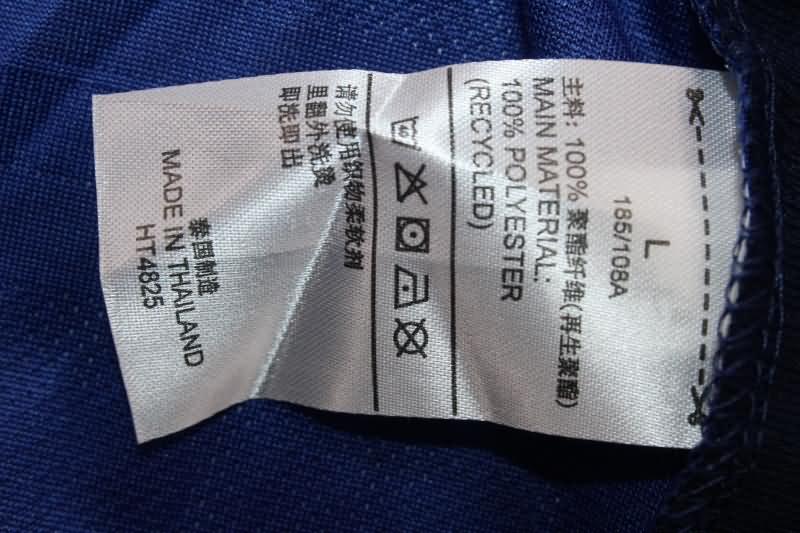 L
185/108A
主料: 100% 聚酯纤维(再生聚酯)
MAIN MATERIAL:
100% POLYESTER
(RECYCLED)
40
请勿使用织物柔软剂
里翻外洗烫
即洗即出
泰国制造
MADE IN THAILAND
HT4825